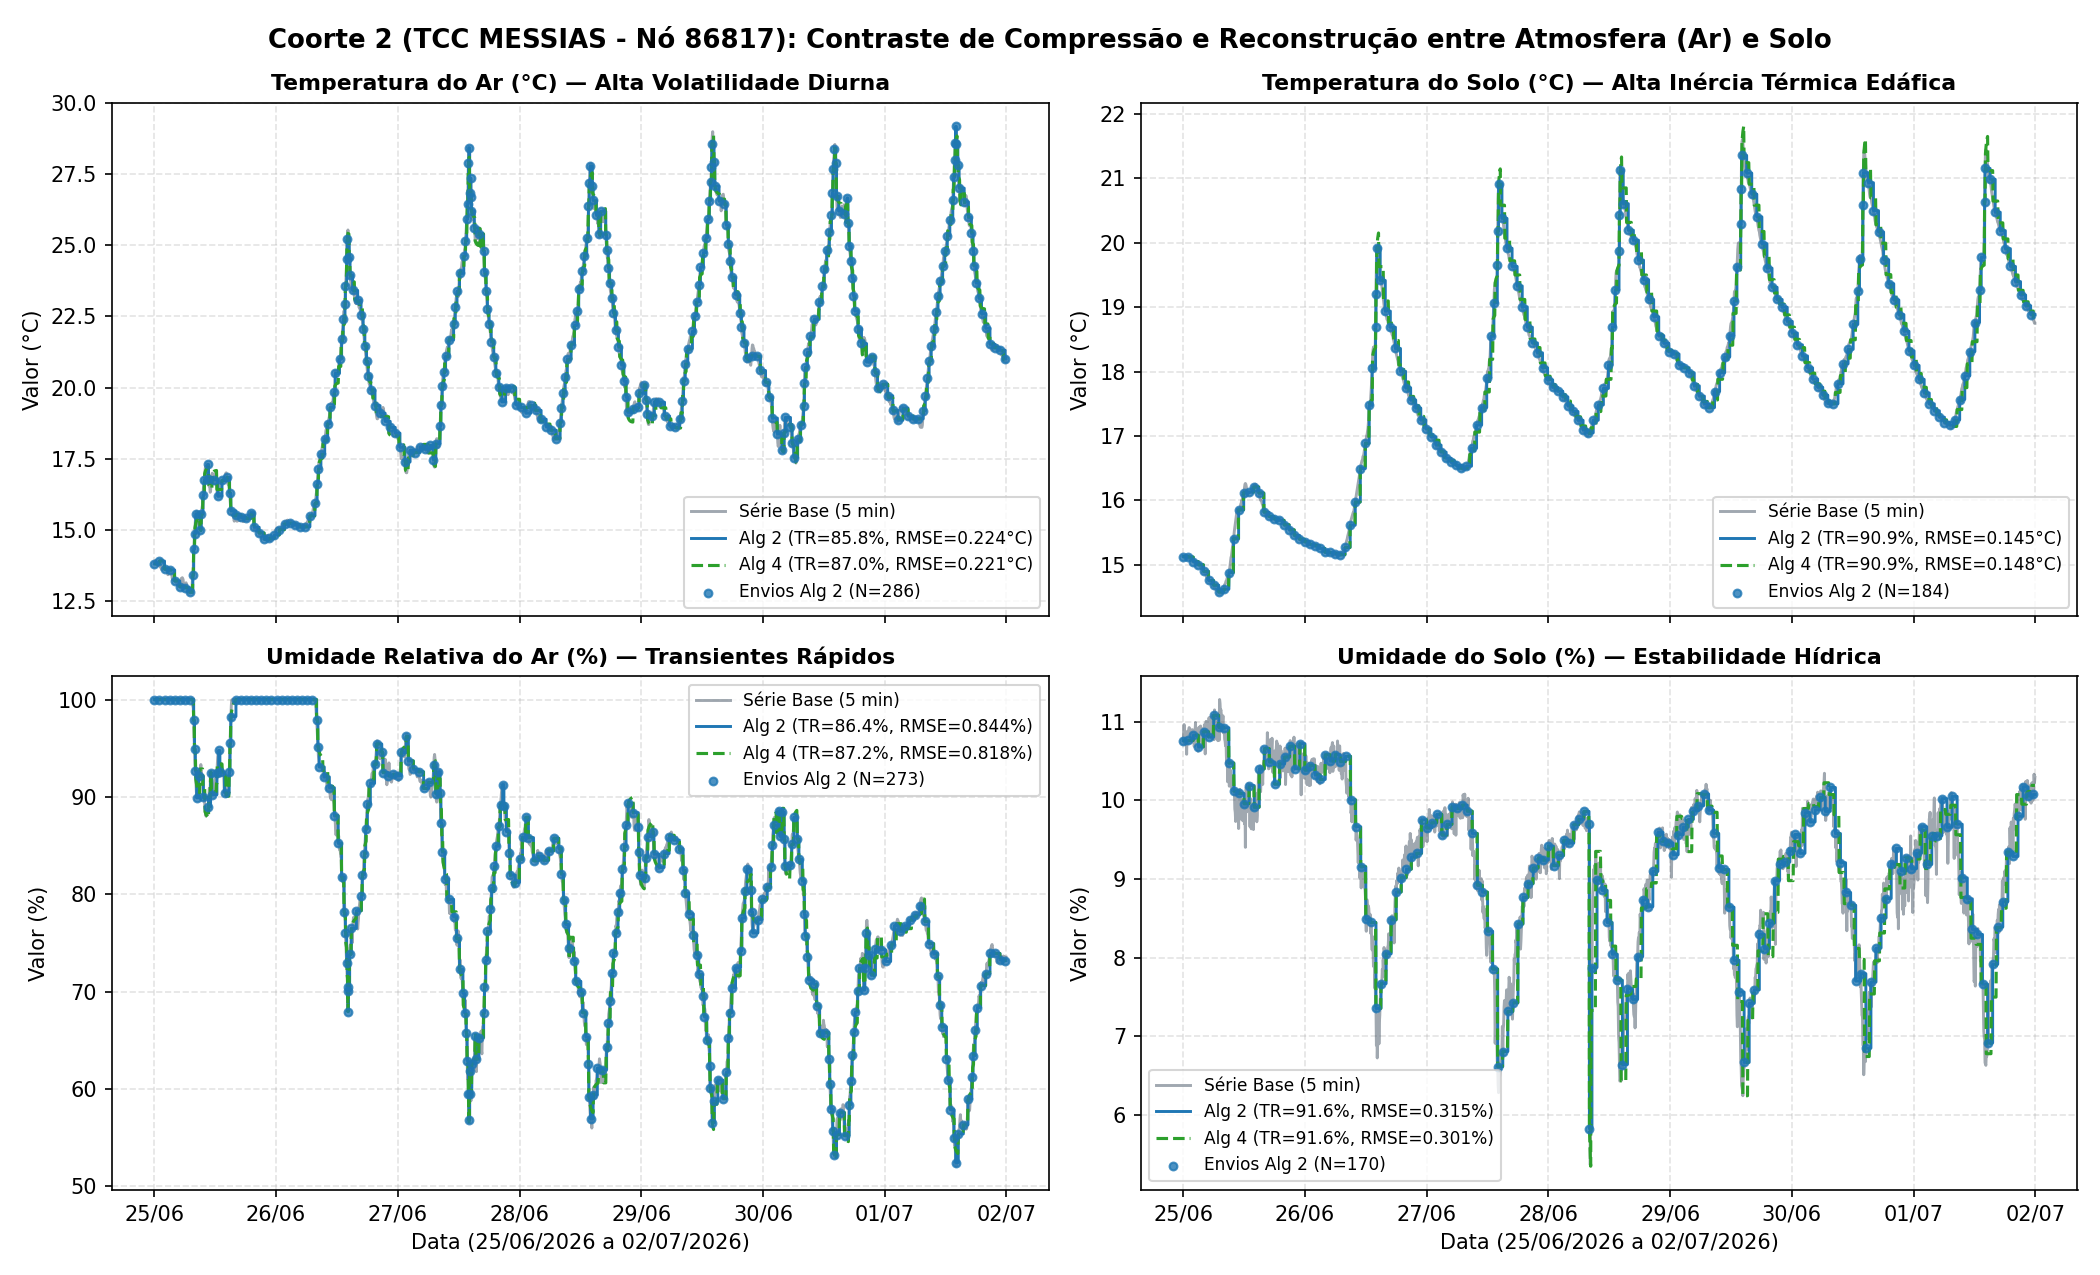 Coorte 2 (TCC MESSIAS - Nó 86817): Contraste de Compressão e Reconstrução entre Atmosfera (Ar) e Solo
Temperatura do Ar (°C) — Alta Volatilidade Diurna
30.0
27.5
25.0
22.5
20.0
17.5
15.0
12.5
Valor (°C)
Série Base (5 min)
Alg 2 (TR=85.8%, RMSE=0.224°C)
Alg 4 (TR=87.0%, RMSE=0.221°C)
Envios Alg 2 (N=286)
Temperatura do Solo (°C) — Alta Inércia Térmica Edáfica
22
21
20
19
18
17
16
15
Valor (°C)
Série Base (5 min)
Alg 2 (TR=90.9%, RMSE=0.145°C)
Alg 4 (TR=90.9%, RMSE=0.148°C)
Envios Alg 2 (N=184)
Umidade Relativa do Ar (%) — Transientes Rápidos
100
90
80
70
60
50
Valor (%)
Série Base (5 min)
Alg 2 (TR=86.4%, RMSE=0.844%)
Alg 4 (TR=87.2%, RMSE=0.818%)
Envios Alg 2 (N=273)
25/06 26/06 27/06 28/06 29/06 30/06 01/07 02/07
Data (25/06/2026 a 02/07/2026)
Umidade do Solo (%) — Estabilidade Hídrica
11
10
9
8
7
6
Valor (%)
Série Base (5 min)
Alg 2 (TR=91.6%, RMSE=0.315%)
Alg 4 (TR=91.6%, RMSE=0.301%)
Envios Alg 2 (N=170)
25/06 26/06 27/06 28/06 29/06 30/06 01/07 02/07
Data (25/06/2026 a 02/07/2026)